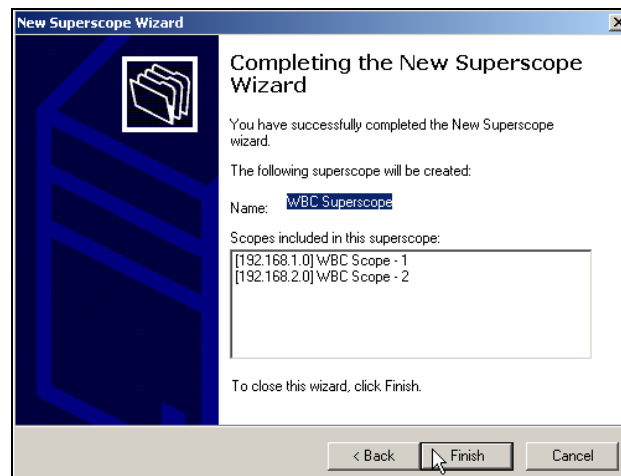 New Superscope Wizard
Completing the New Superscope
Wizard
You have successfully completed the New Superscope
wizard.
The following superscope will be created:
Name: WBC Superscope
Scopes included in this superscope:
[192.168.1.0] WBC Scope - 1
[192.168.2.0] WBC Scope - 2
To close this wizard, click Finish.
< Back Finish Cancel